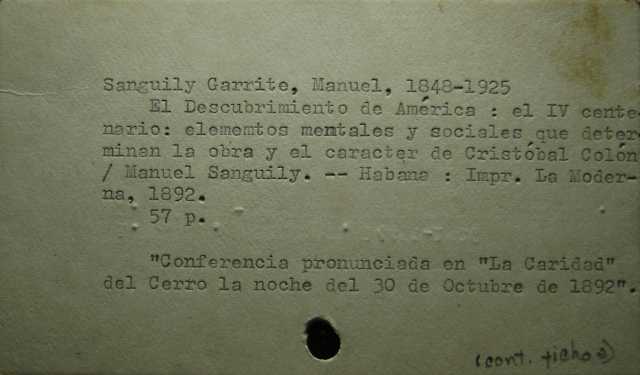 Sanguily Garrite, Manuel, 1848-1925
El Descubrimiento de América : el IV cente-
nario: elememtos mentales y sociales que deter-
minan la obra y el caracter de Cristóbal Colón
/ Manuel Sanguily. -- Habana : Impr. La Moder-
na, 1892.
57 p.
"Conferencia pronunciada en "La Caridad"
del Cerro la noche del 30 de Octubre de 1892".
(cont. ficha